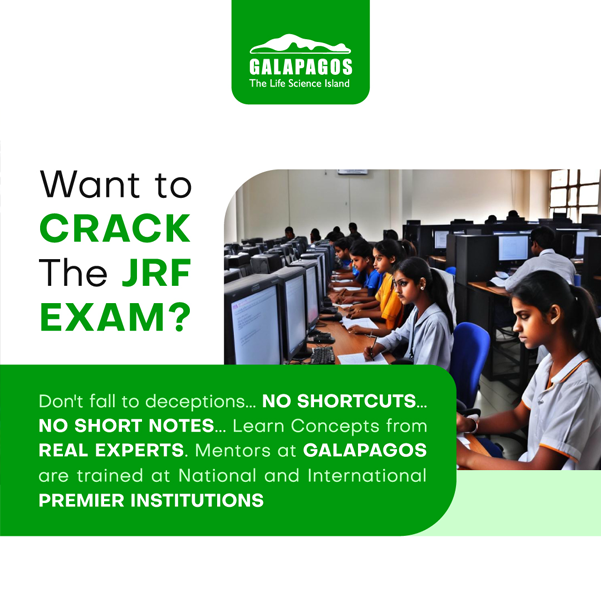 GALAPAGOS
The Life Science Island
Want to
CRACK
The JRF
EXAM?
Don't fall to deceptions... NO SHORTCUTS...
NO SHORT NOTES... Learn Concepts from
REAL EXPERTS. Mentors at GALAPAGOS
are trained at National and International
PREMIER INSTITUTIONS